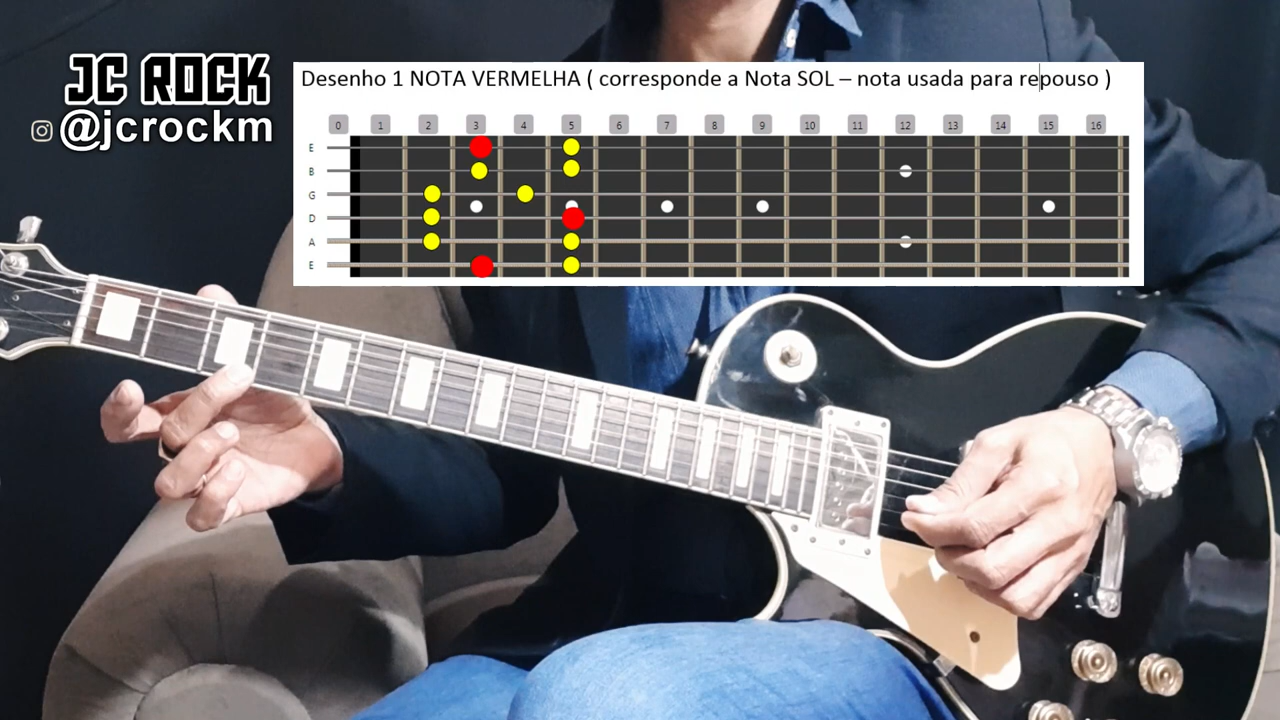 JC ROCK
@jcrockm
Desenho 1 NOTA VERMELHA ( corresponde a Nota SOL – nota usada para repouso )
0 1 2 3 4 5 6 7 8 9 10 11 12 13 14 15 16
E
B
G
D
A
E